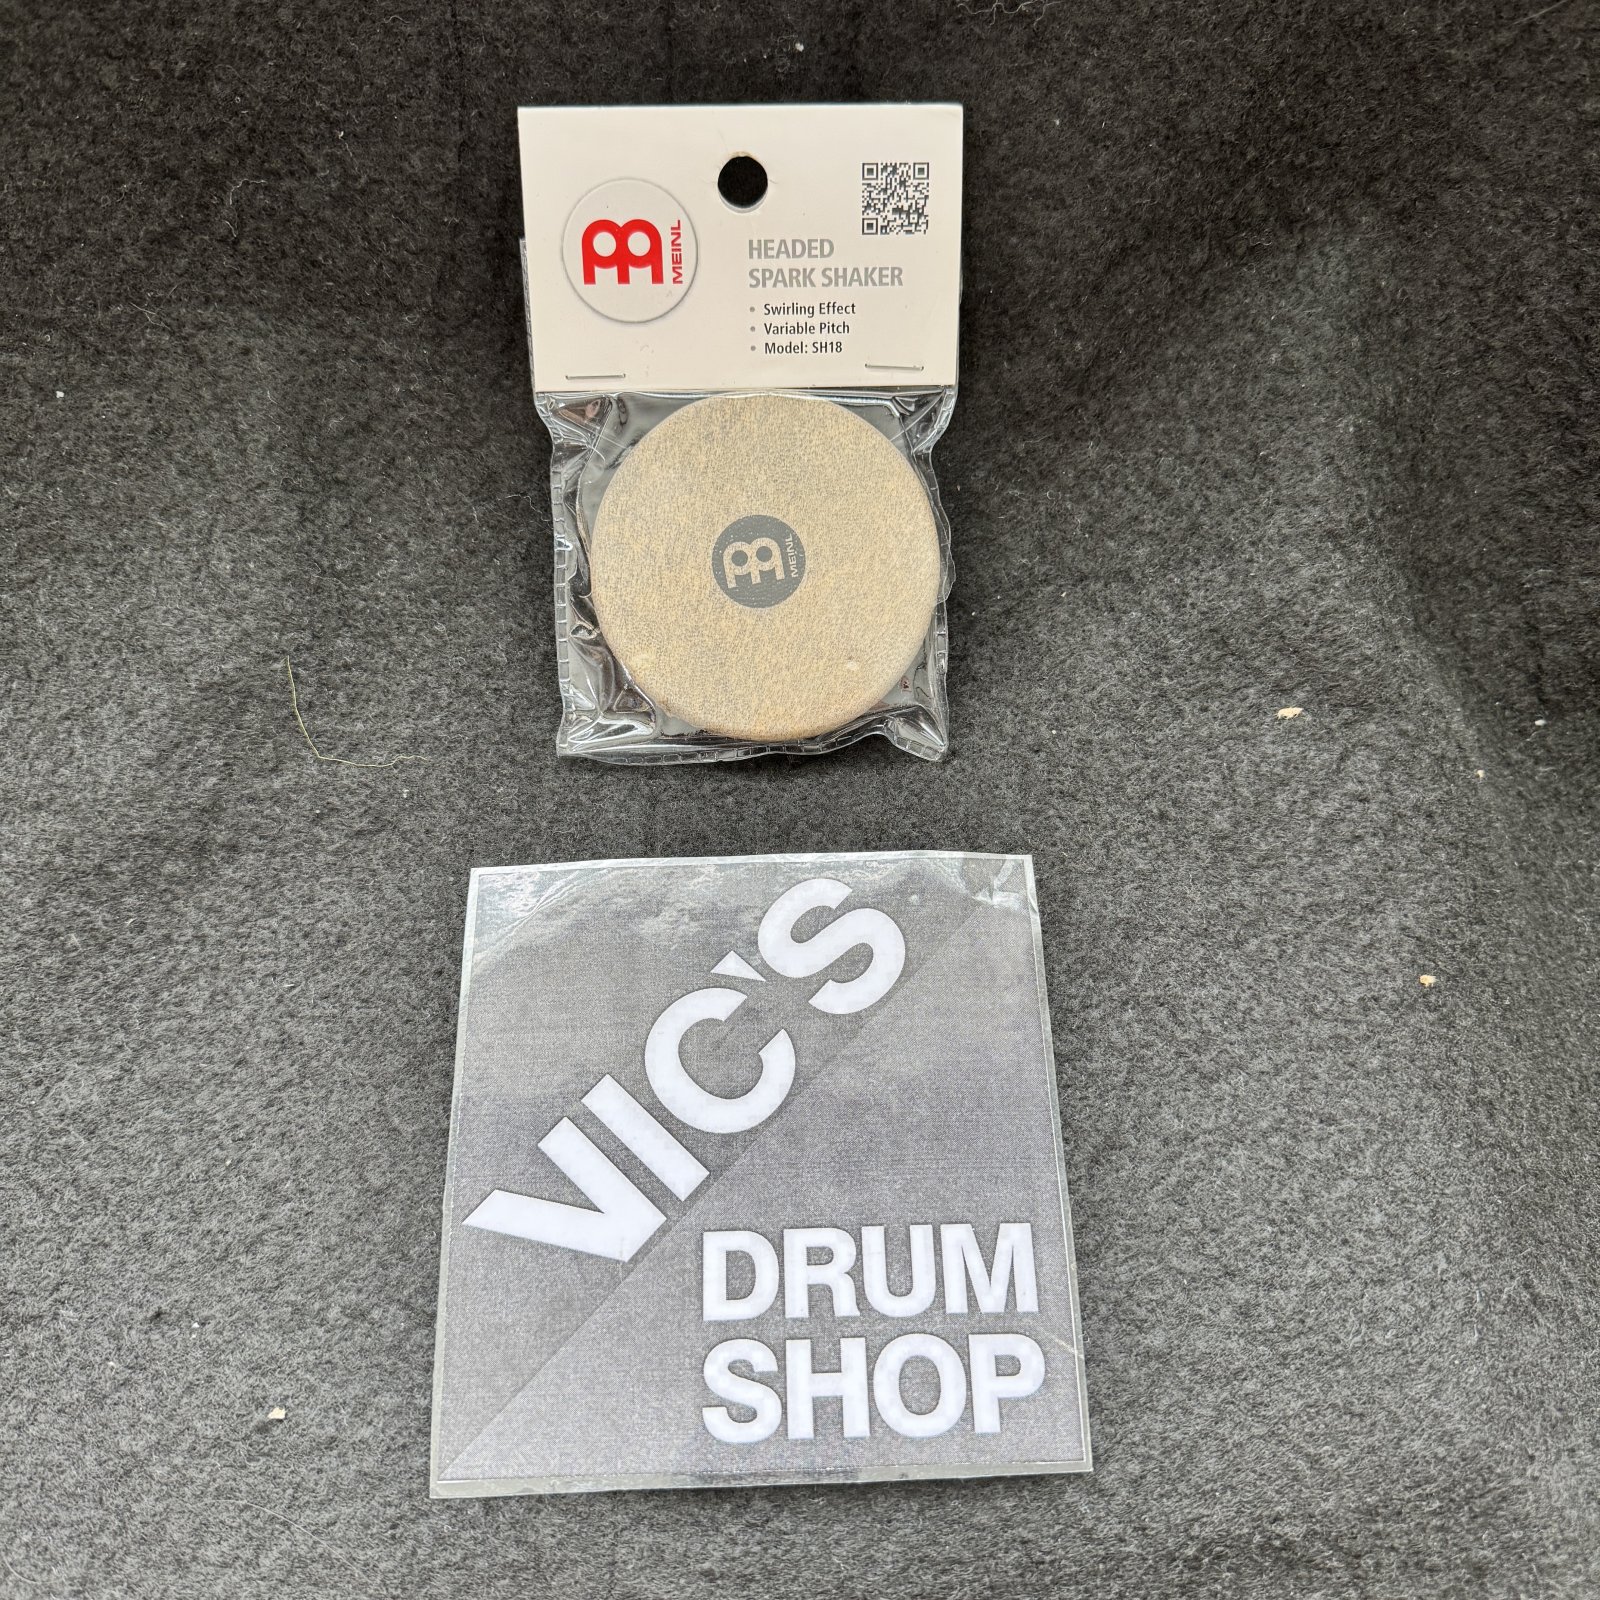 MEINL
HEADED
SPARK SHAKER
• Swirling Effect
• Variable Pitch
• Model: SH18
MEINL
VIC'S
DRUM
SHOP